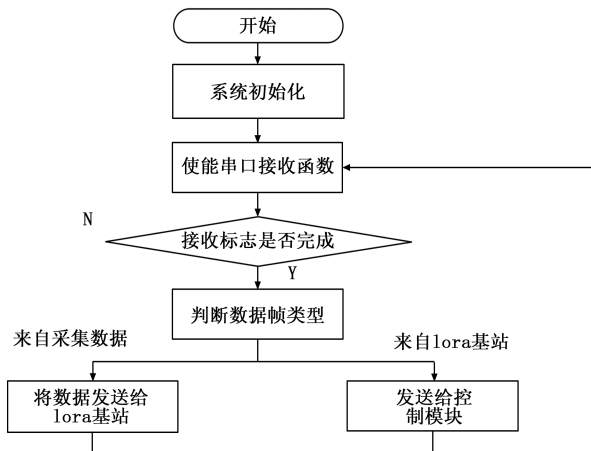 开始
系统初始化
使能串口接收函数
N
接收标志是否完成
Y
判断数据帧类型
来自采集数据
来自lora基站
将数据发送给
lora基站
发送给控
制模块